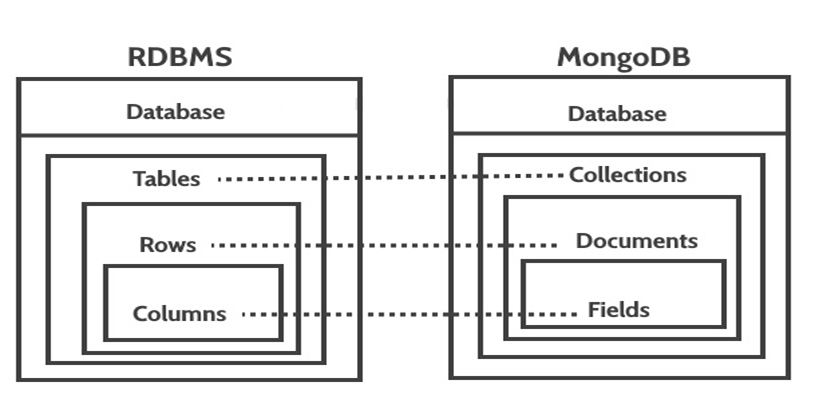 RDBMS
Database
Tables
Rows
Columns
MongoDB
Database
Collections
Documents
Fields